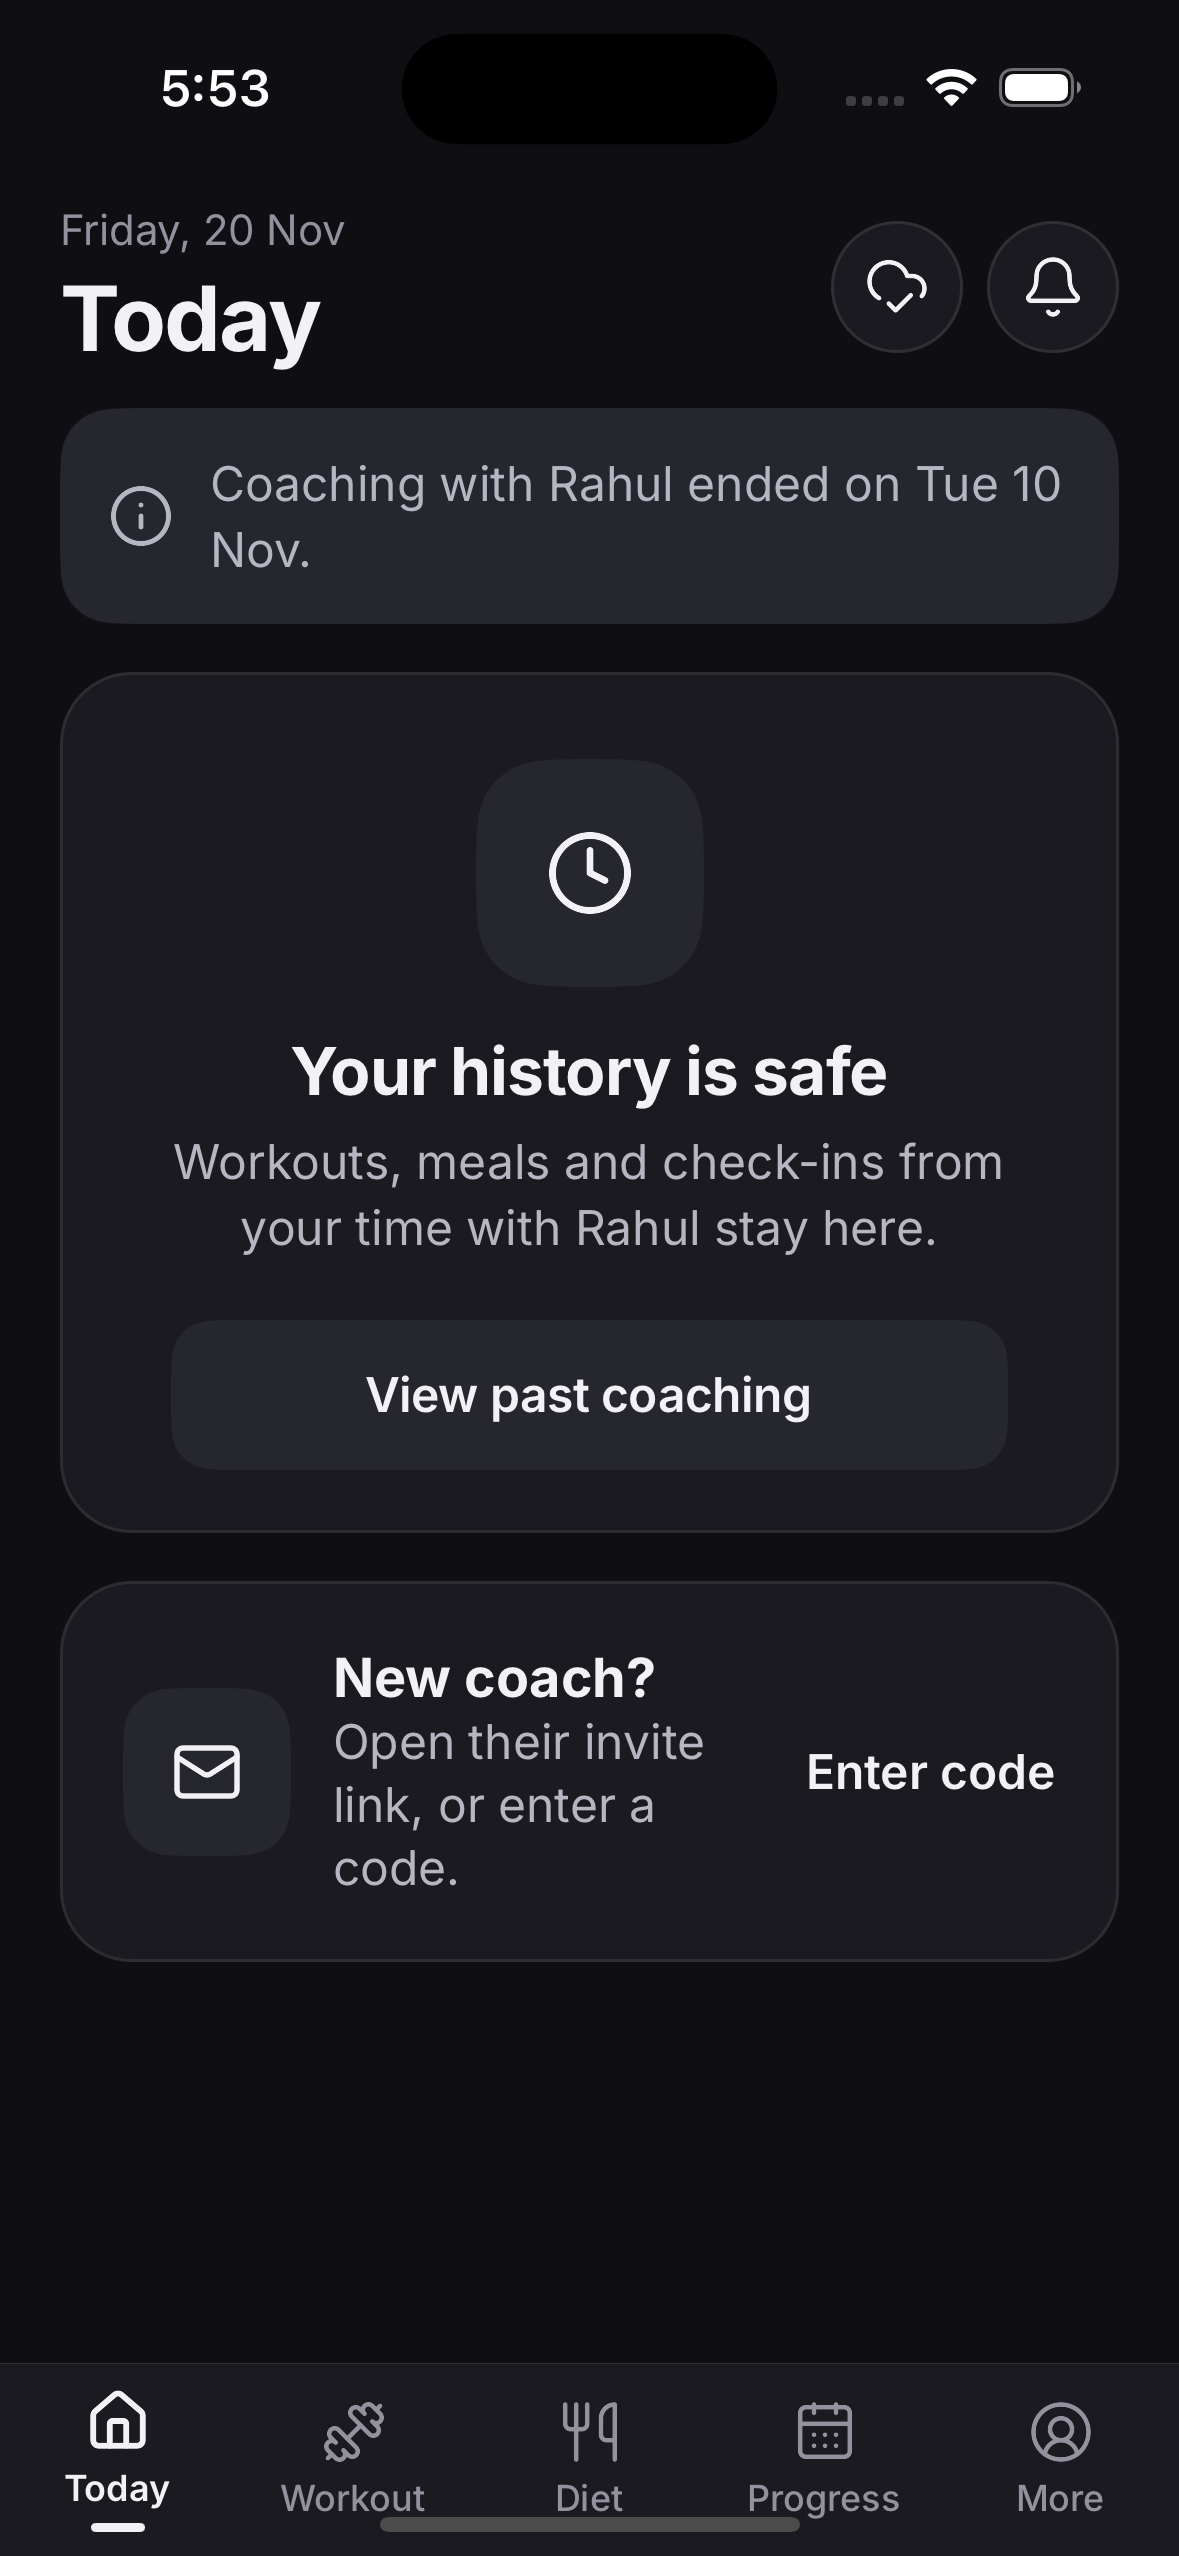 5:53
Friday, 20 Nov
Today
Coaching with Rahul ended on Tue 10
Nov.
Your history is safe
Workouts, meals and check-ins from
your time with Rahul stay here.
View past coaching
New coach?
Open their invite
link, or enter a
code.
Enter code
Today
Workout
Diet
Progress
More